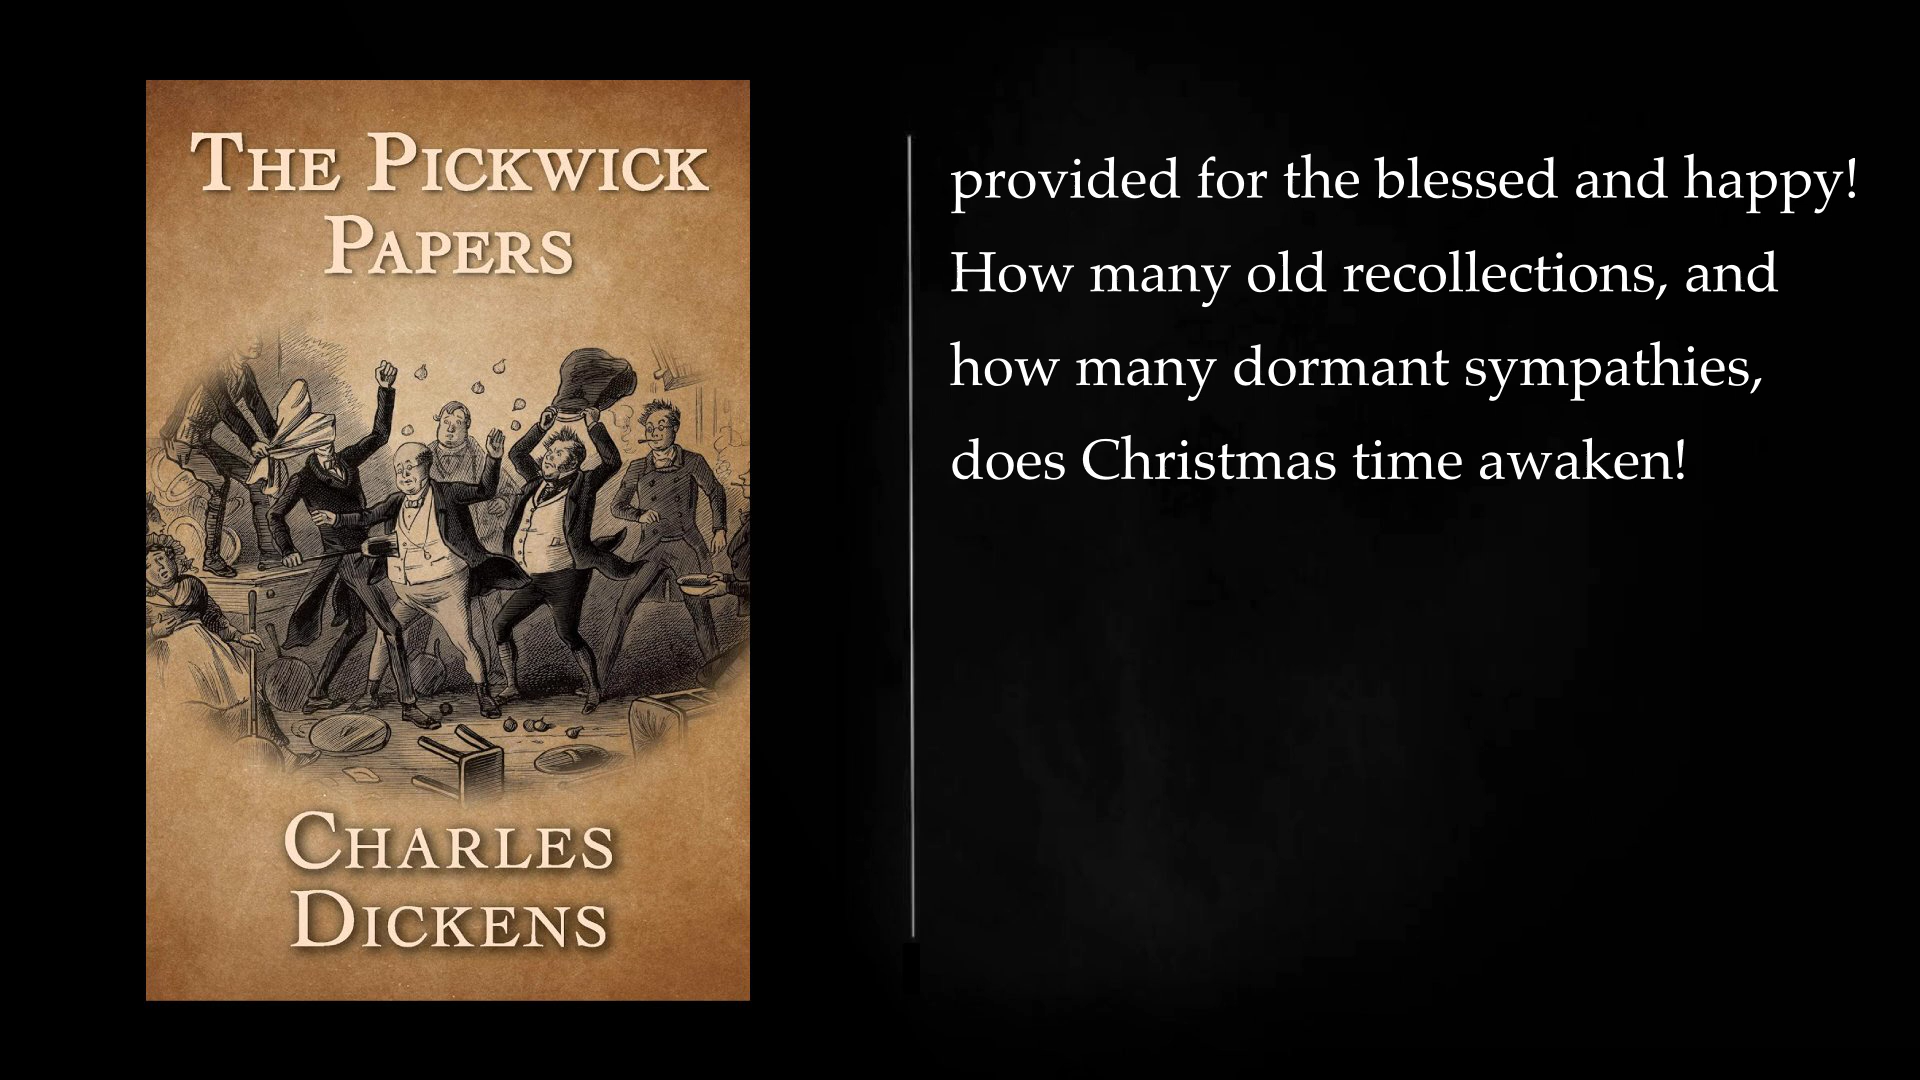 THE PICKWICK
PAPERS
CHARLES
DICKENS
provided for the blessed and happy!
How many old recollections, and
how many dormant sympathies,
does Christmas time awaken!